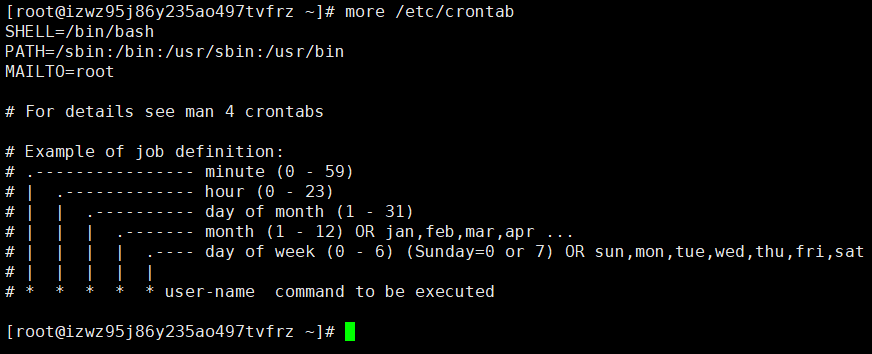 [root@izwz95j86y235ao497tvfrz ~]# more /etc/crontab
SHELL=/bin/bash
PATH=/sbin:/bin:/usr/sbin:/usr/bin
MAILTO=root

# For details see man 4 crontabs

# Example of job definition:
# .---------------- minute (0 - 59)
# |  .------------- hour (0 - 23)
# |  |  .---------- day of month (1 - 31)
# |  |  |  .------- month (1 - 12) OR jan,feb,mar,apr ...
# |  |  |  |  .---- day of week (0 - 6) (Sunday=0 or 7) OR sun,mon,tue,wed,thu,fri,sat
# |  |  |  |  |
# *  *  *  *  * user-name  command to be executed

[root@izwz95j86y235ao497tvfrz ~]#